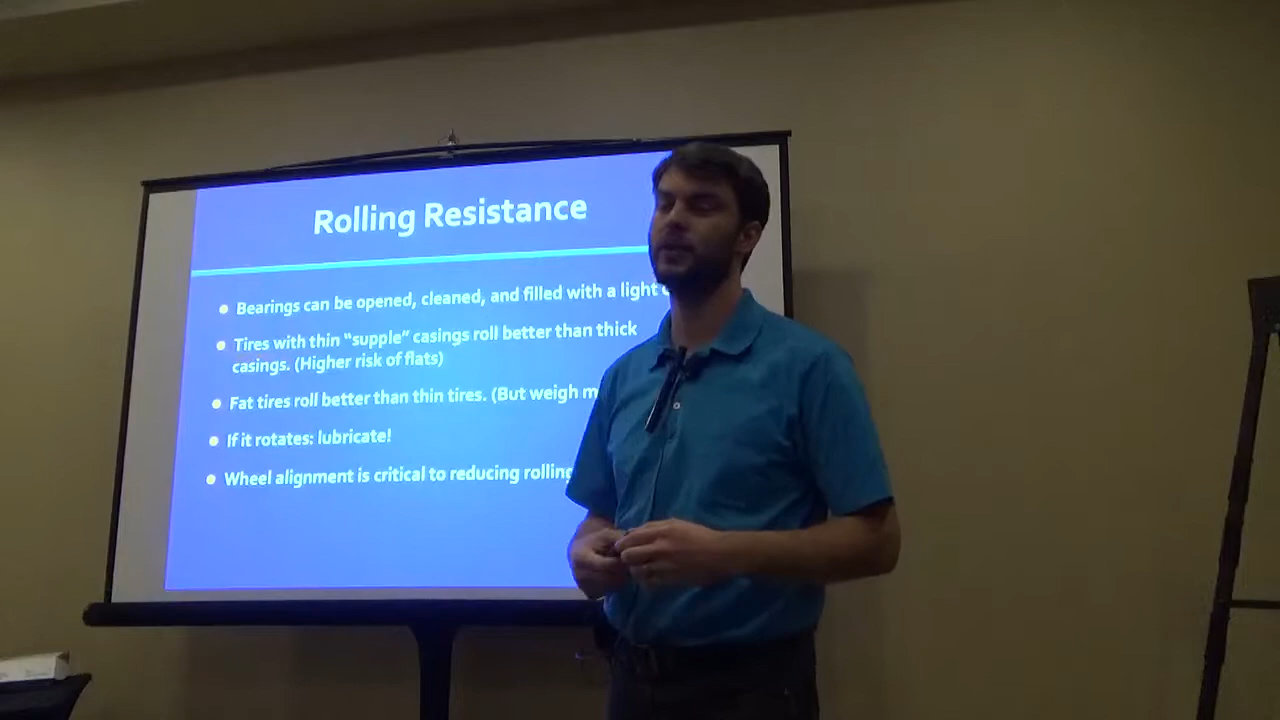 Rolling Resistance
Bearings can be opened, cleaned, and filled with a light
Tires with thin “supple” casings roll better than thick
casings. (Higher risk of flats)
Fat tires roll better than thin tires. (But weigh
If it rotates: lubricate!
Wheel alignment is critical to reducing rolling